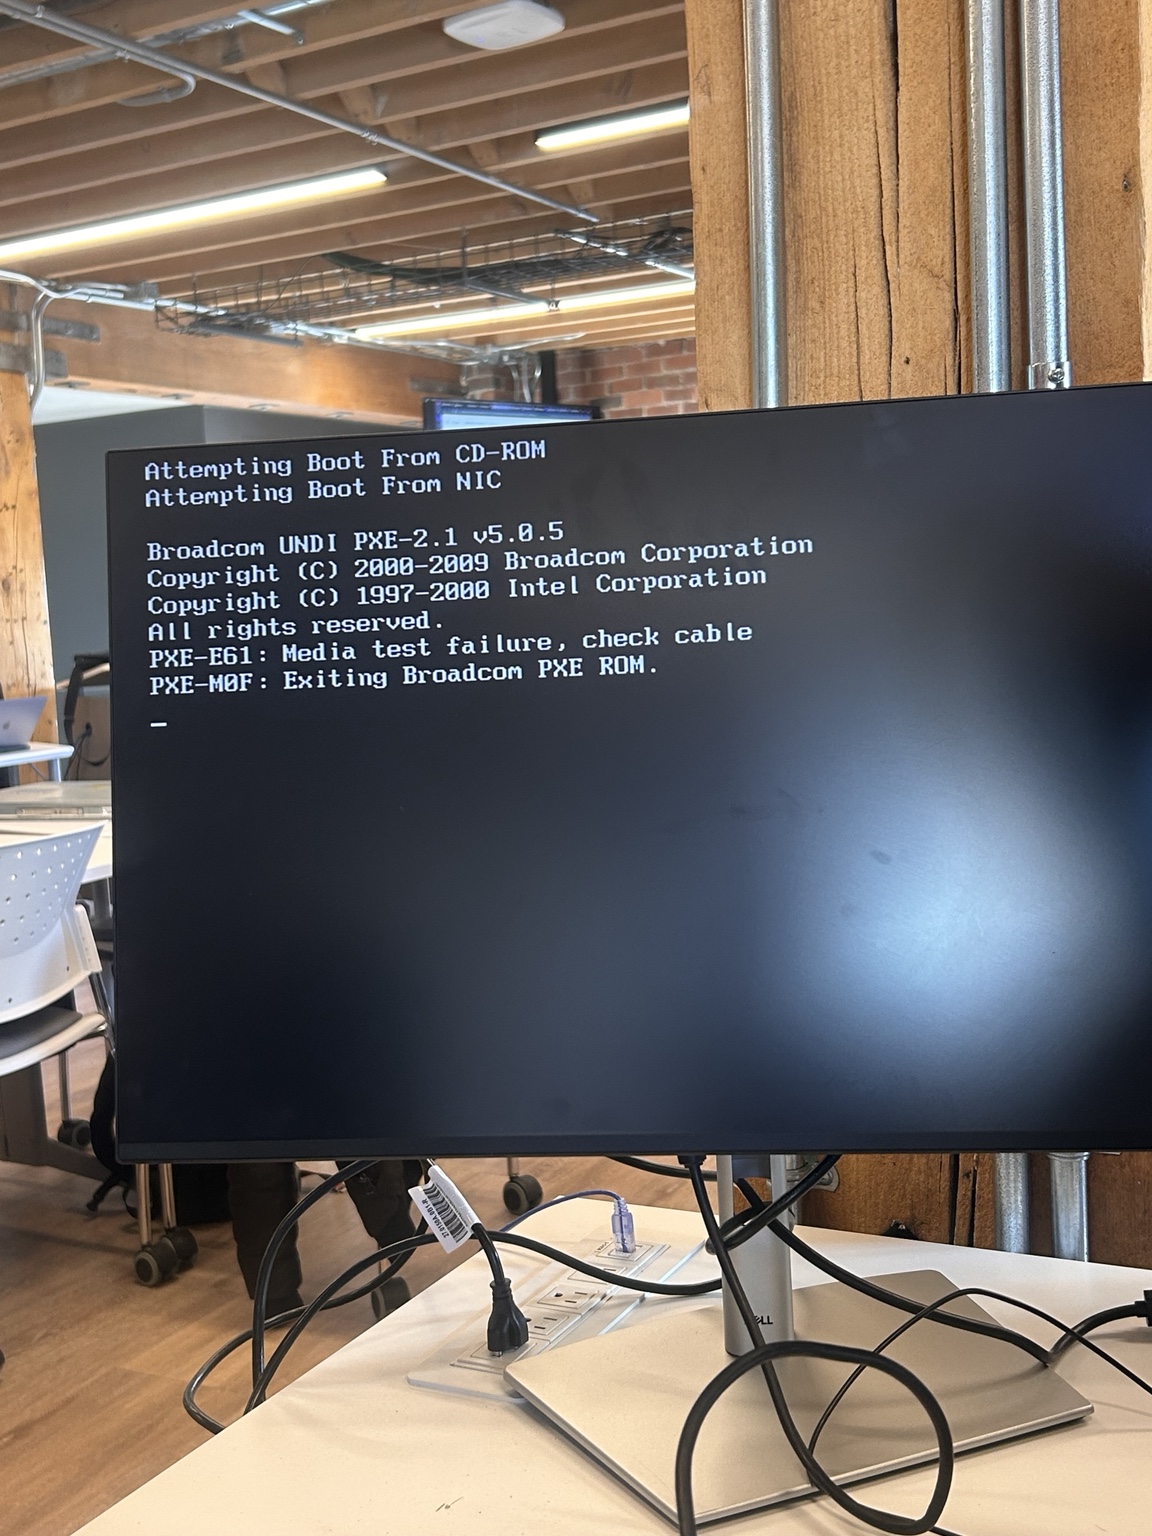 Attempting Boot From CD-ROM
Attempting Boot From NIC
Broadcom UNDI PXE-2.1 v5.0.5
Copyright (C) 2000-2009 Broadcom Corporation
Copyright (C) 1997-2000 Intel Corporation
All rights reserved.
PXE-E61: Media test failure, check cable
PXE-M0F: Exiting Broadcom PXE ROM.
DELL